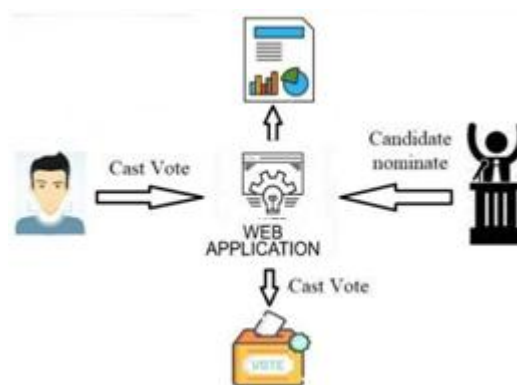 Cast Vote
Candidate
nominate
WEB
APPLICATION
Cast Vote
VOTE